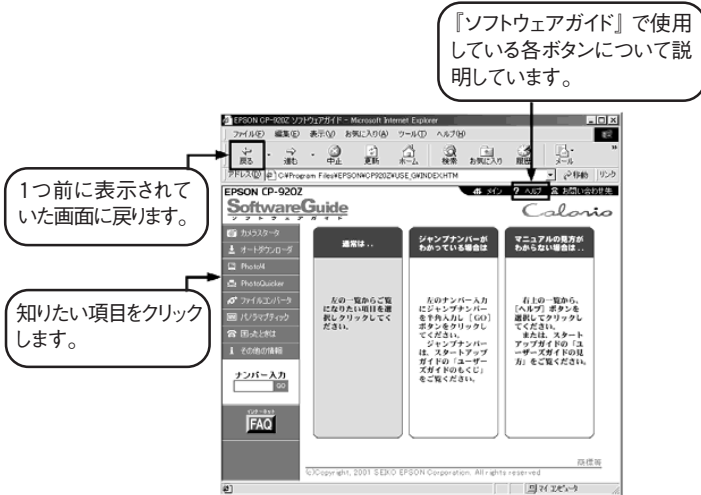 『ソフトウェアガイド』で使用
している各ボタンについて説
明しています。
EPSON CP-920Z ソフトウェアガイド - Microsoft Internet Explorer
ファイル(F) 編集(E) 表示(V) お気に入り(A) ツール(T) ヘルプ(H)
戻る 進む 中止 更新 ホーム 検索 お気に入り 履歴 メール
アドレス(D) C:¥Program Files¥EPSON¥CP920Z¥USE_G¥INDEX.HTM 移動 リンク
1つ前に表示されて
いた画面に戻ります。
EPSON CP-920Z
メイン ? ヘルプ お問い合わせ先
SoftwareGuide
ソフトウェアガイド
Colorio
カメラスタータ
オートダウンローダ
Photo!4
PhotoQuicker
ファイルコンバータ
パノラマブティック
困ったときは
その他の情報
ナンバー入力
GO
インターネット
FAQ
知りたい項目をクリック
します。
通常は..
左の一覧からご覧
になりたい項目を選
択しクリックしてく
ださい。
ジャンプナンバーが
わかっている場合は
左のナンバー入力
にジャンプナンバー
を半角入力し［GO］
ボタンをクリックし
てください。
ジャンプナンバー
は、スタートアップ
ガイドの「ユーザー
ズガイドのもくじ」
をご覧ください。
マニュアルの見方が
わからない場合は..
右上の一覧から、
［ヘルプ］ボタンを
選択してクリックし
てください。
または、スタート
アップガイドの「ユ
ーザーズガイドの見
方」をご覧ください。
商標等
(c)Copyright, 2001 SEIKO EPSON Corporation. All rights reserved
マイ コンピュータ